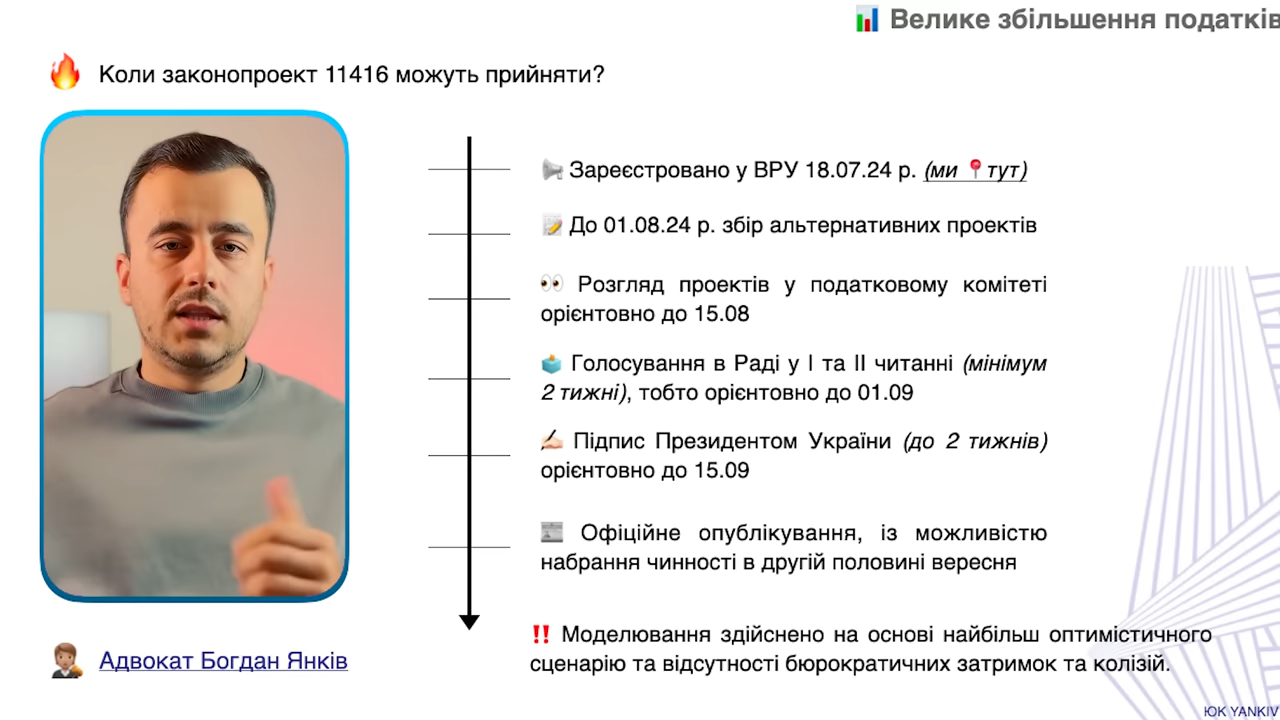 Велике збільшення податків
Коли законопроект 11416 можуть прийняти?
Зареєстровано у ВРУ 18.07.24 р. (ми 📍тут)
До 01.08.24 р. збір альтернативних проектів
Розгляд проектів у податковому комітеті
орієнтовно до 15.08
Голосування в Раді у І та ІІ читанні (мінімум
2 тижні), тобто орієнтовно до 01.09
Підпис Президентом України (до 2 тижнів)
орієнтовно до 15.09
Офіційне опублікування, із можливістю
набрання чинності в другій половині вересня
‼️ Моделювання здійснено на основі найбільш оптимістичного
сценарію та відсутності бюрократичних затримок та колізій.
Адвокат Богдан Янків
ЮК YANKIV